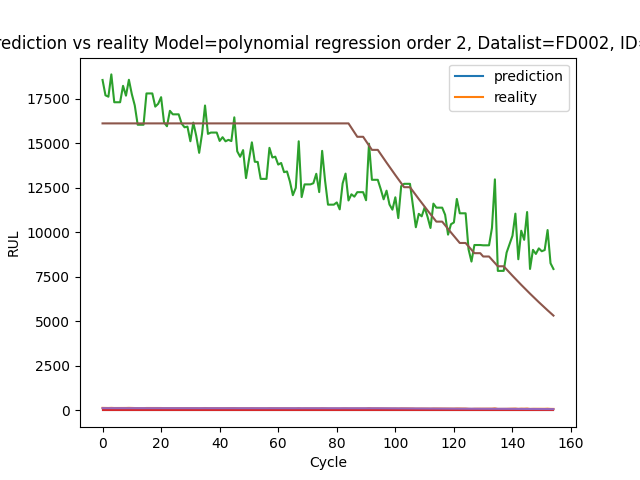 rediction vs reality Model=polynomial regression order 2, Datalist=FD002, ID=
prediction
reality
17500
15000
12500
10000
7500
5000
2500
0
RUL
0 20 40 60 80 100 120 140 160
Cycle